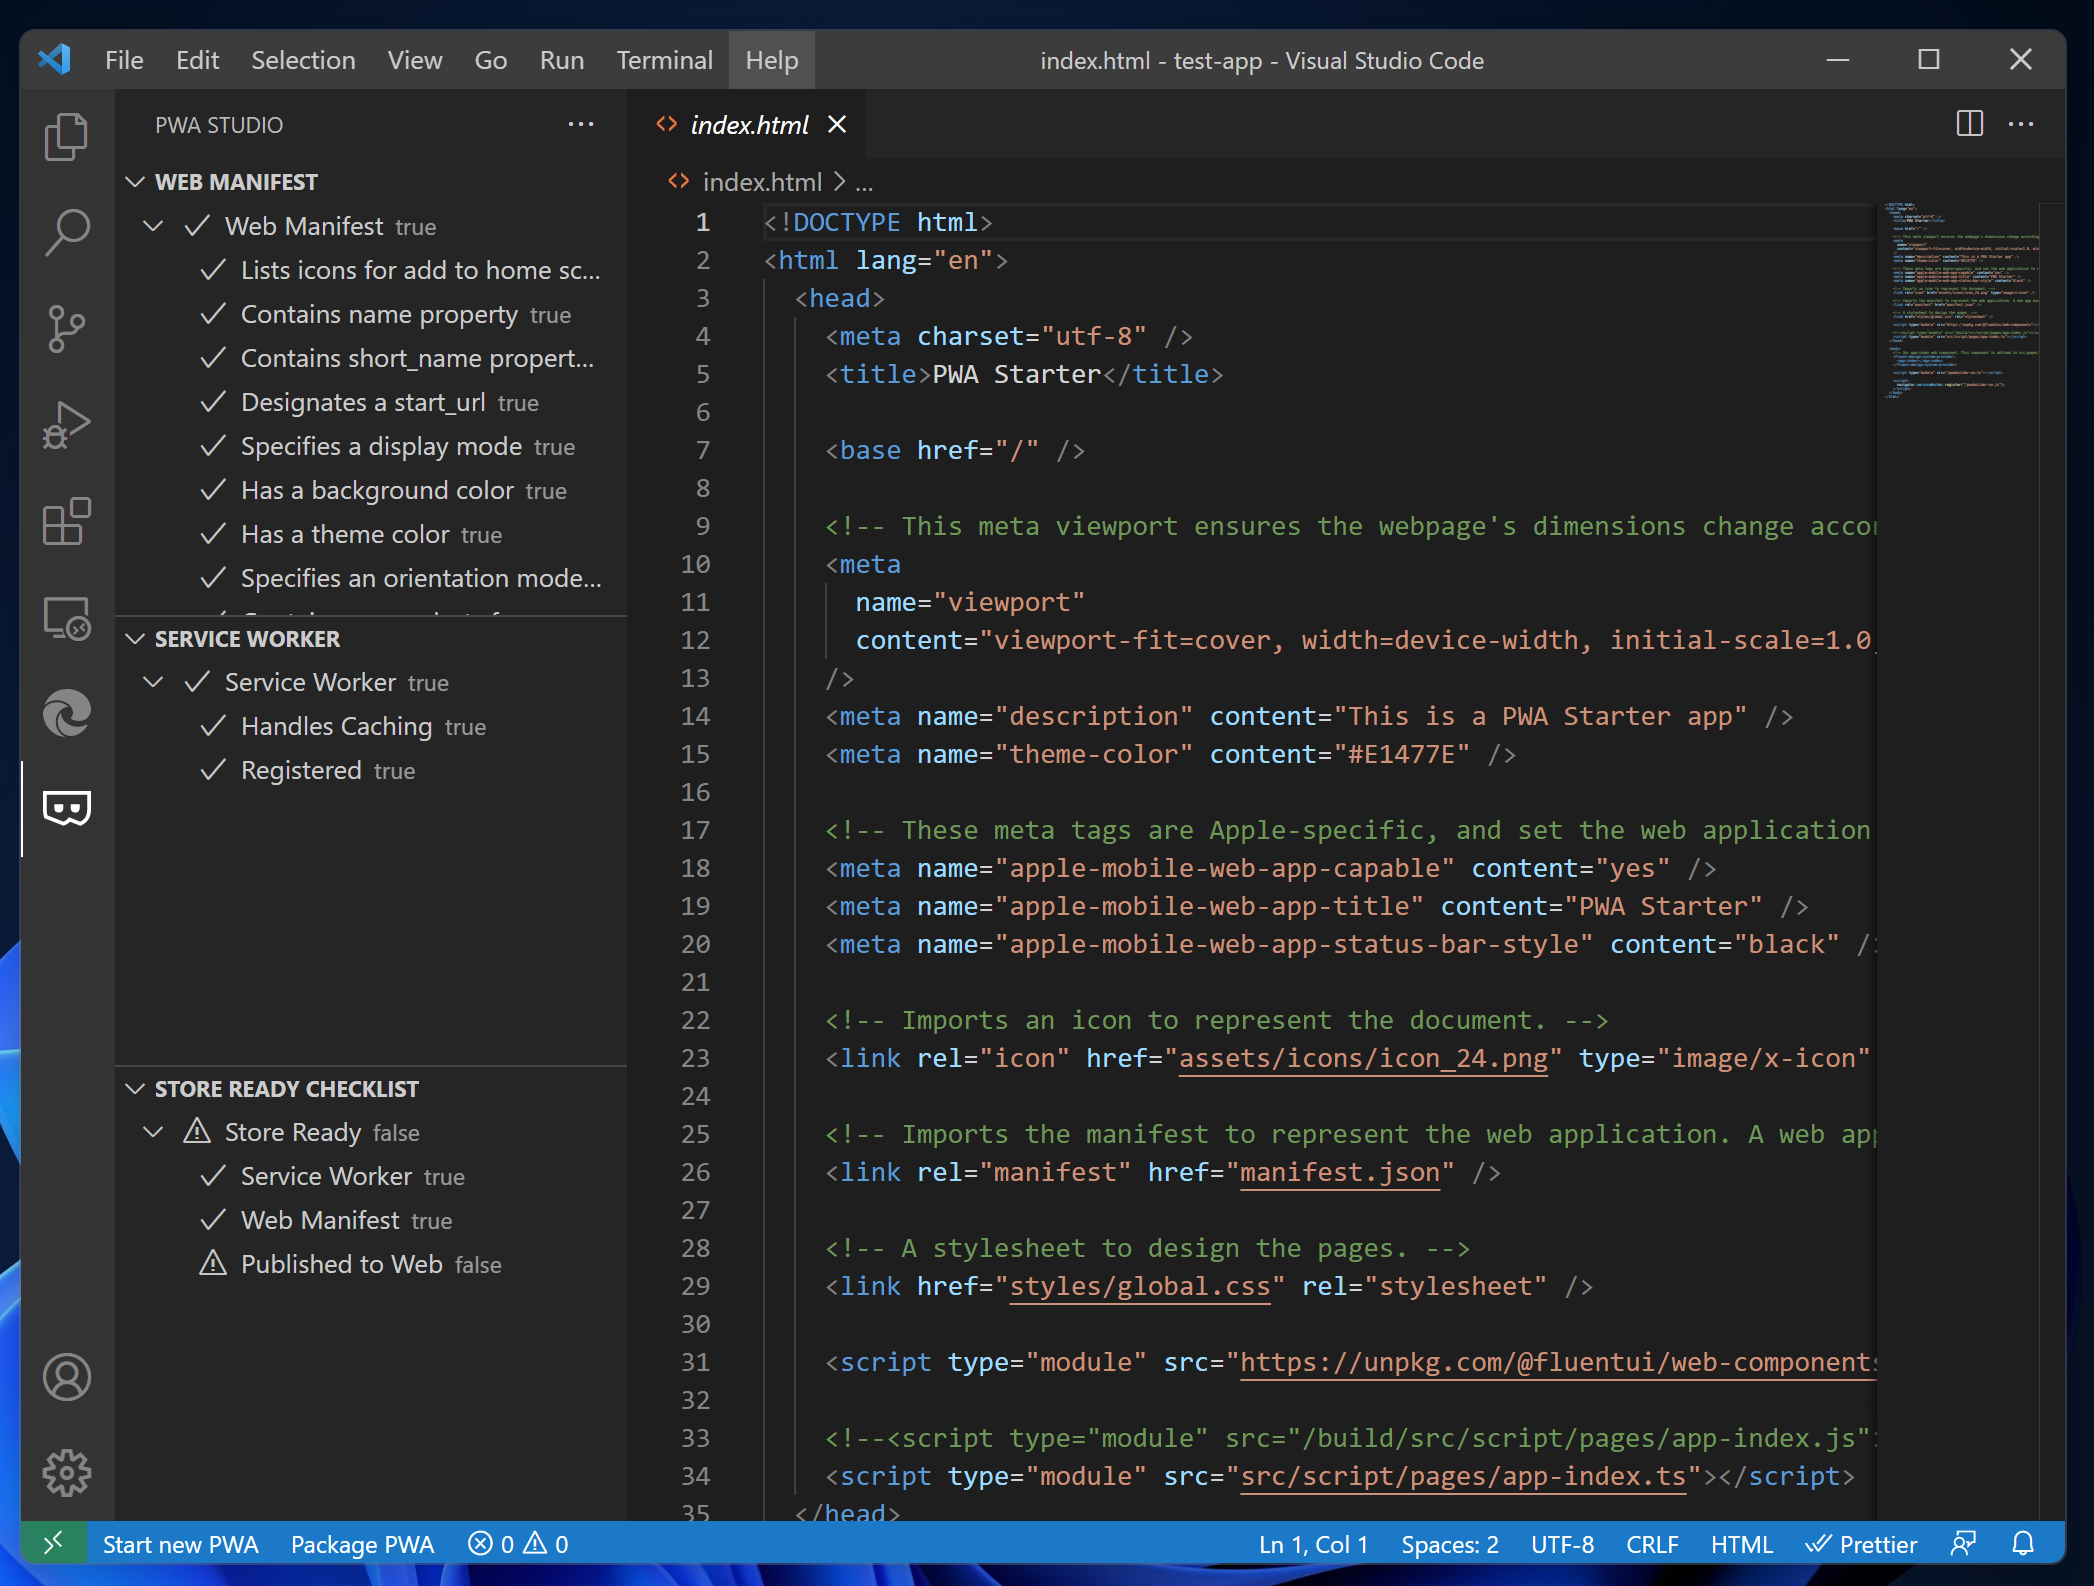 File Edit Selection View Go Run Terminal Help index.html - test-app - Visual Studio Code
PWA STUDIO
WEB MANIFEST
Web Manifest true
Lists icons for add to home sc...
Contains name property true
Contains short_name propert...
Designates a start_url true
Specifies a display mode true
Has a background color true
Has a theme color true
Specifies an orientation mode...
SERVICE WORKER
Service Worker true
Handles Caching true
Registered true
STORE READY CHECKLIST
Store Ready false
Service Worker true
Web Manifest true
Published to Web false
index.html
index.html > ...
1 <!DOCTYPE html>
2 <html lang="en">
3 <head>
4 <meta charset="utf-8" />
5 <title>PWA Starter</title>
6
7 <base href="/" />
8
9 <!-- This meta viewport ensures the webpage's dimensions change accor
10 <meta
11 name="viewport"
12 content="viewport-fit=cover, width=device-width, initial-scale=1.0
13 />
14 <meta name="description" content="This is a PWA Starter app" />
15 <meta name="theme-color" content="#E1477E" />
16
17 <!-- These meta tags are Apple-specific, and set the web application
18 <meta name="apple-mobile-web-app-capable" content="yes" />
19 <meta name="apple-mobile-web-app-title" content="PWA Starter" />
20 <meta name="apple-mobile-web-app-status-bar-style" content="black" />
21
22 <!-- Imports an icon to represent the document. -->
23 <link rel="icon" href="assets/icons/icon_24.png" type="image/x-icon"
24
25 <!-- Imports the manifest to represent the web application. A web app
26 <link rel="manifest" href="manifest.json" />
27
28 <!-- A stylesheet to design the pages. -->
29 <link href="styles/global.css" rel="stylesheet" />
30
31 <script type="module" src="https://unpkg.com/@fluentui/web-components
32
33 <!--<script type="module" src="/build/src/script/pages/app-index.js">
34 <script type="module" src="src/script/pages/app-index.ts"></script>
35 </head>
Start new PWA Package PWA 0 0 Ln 1, Col 1 Spaces: 2 UTF-8 CRLF HTML Prettier